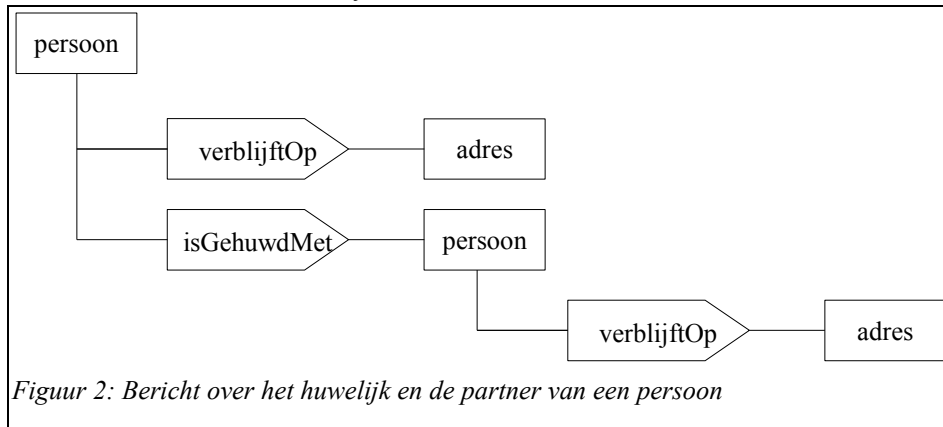 persoon
verblijftOp adres
isGehuwdMet persoon
verblijftOp adres
Figuur 2: Bericht over het huwelijk en de partner van een persoon